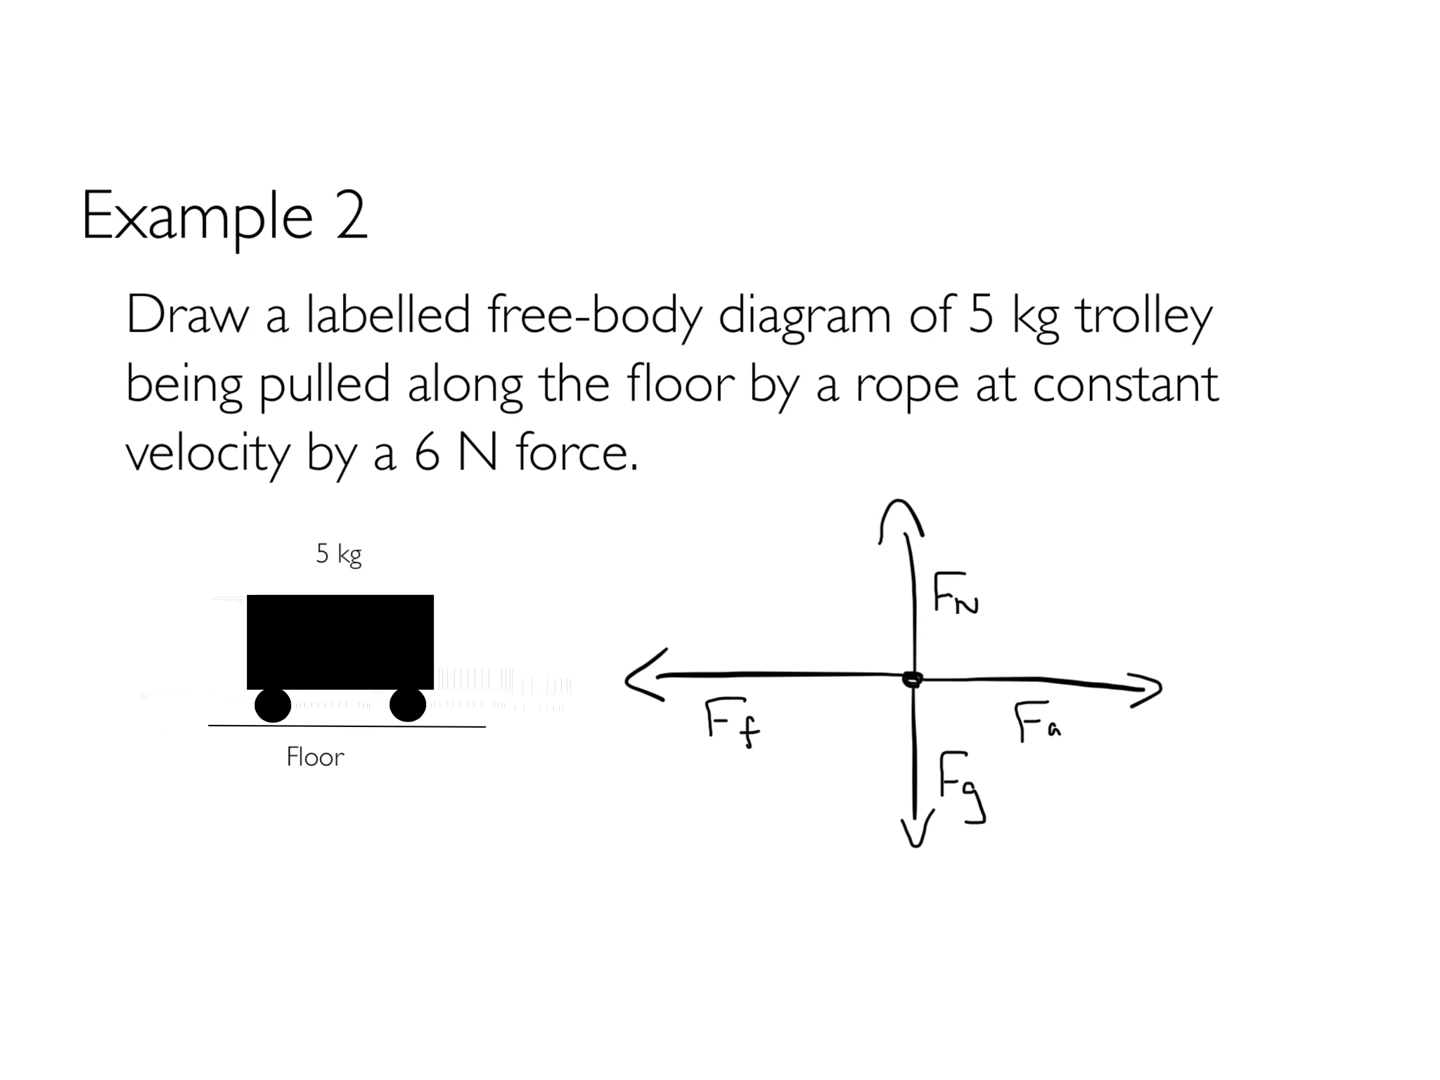 Example 2
Draw a labelled free-body diagram of 5 kg trolley
being pulled along the floor by a rope at constant
velocity by a 6 N force.
5 kg
Floor
FN
Ff
Fa
Fg